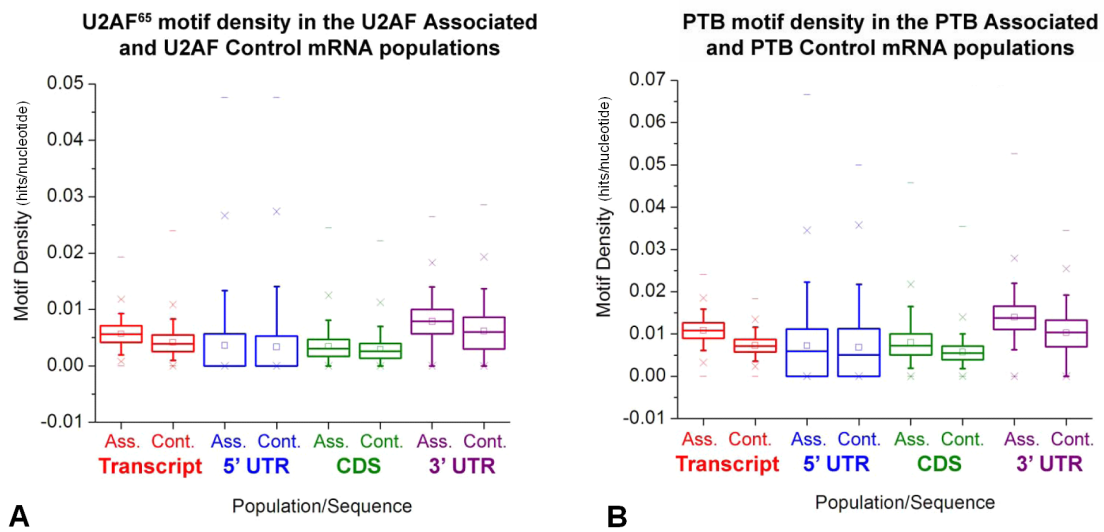 U2AF⁶⁵ motif density in the U2AF Associated
and U2AF Control mRNA populations
Motif Density (hits/nucleotide)
0.05
0.04
0.03
0.02
0.01
0.00
-0.01
Ass. Cont. Ass. Cont. Ass. Cont. Ass. Cont.
Transcript 5' UTR CDS 3' UTR
Population/Sequence
A
PTB motif density in the PTB Associated
and PTB Control mRNA populations
Motif Density (hits/nucleotide)
0.07
0.06
0.05
0.04
0.03
0.02
0.01
0.00
-0.01
Ass. Cont. Ass. Cont. Ass. Cont. Ass. Cont.
Transcript 5' UTR CDS 3' UTR
Population/Sequence
B